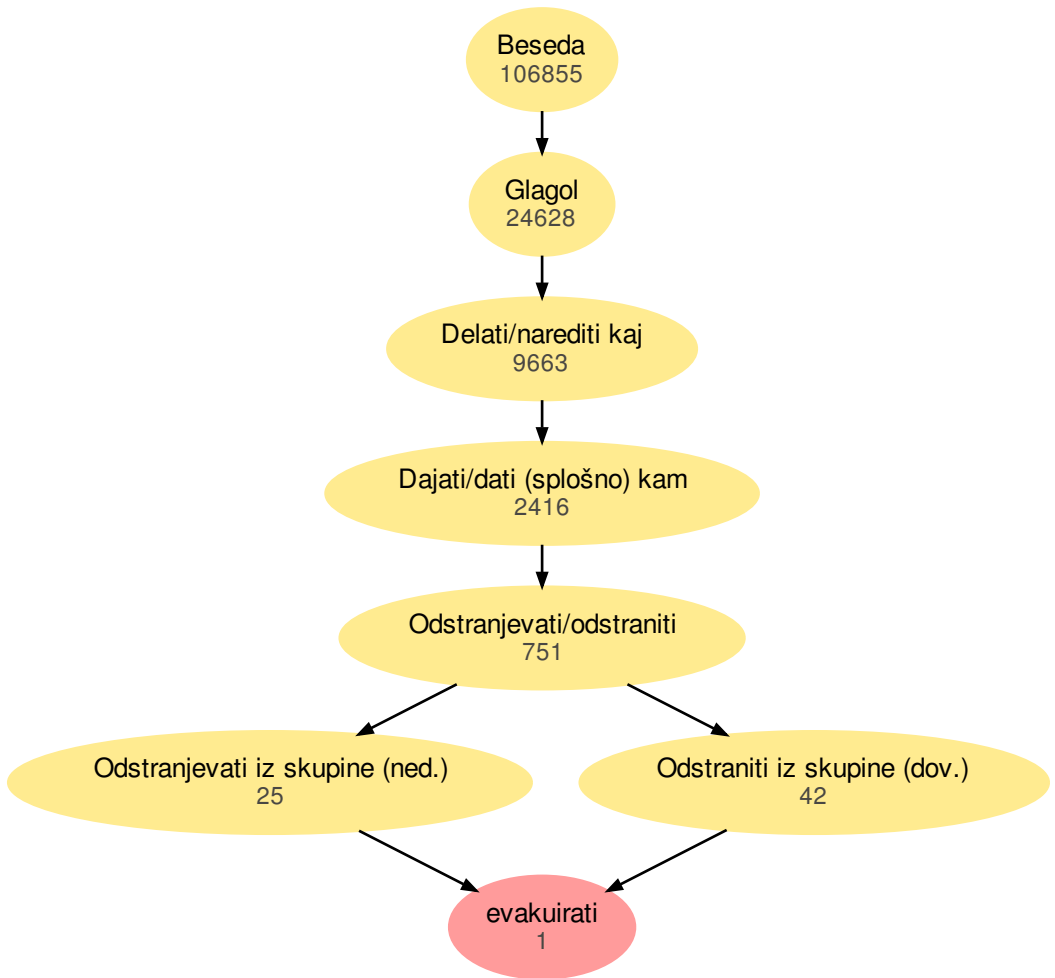 Beseda
106855
Glagol
24628
Delati/narediti kaj
9663
Dajati/dati (splošno) kam
2416
Odstranjevati/odstraniti
751
Odstranjevati iz skupine (ned.)
25
Odstraniti iz skupine (dov.)
42
evakuirati
1